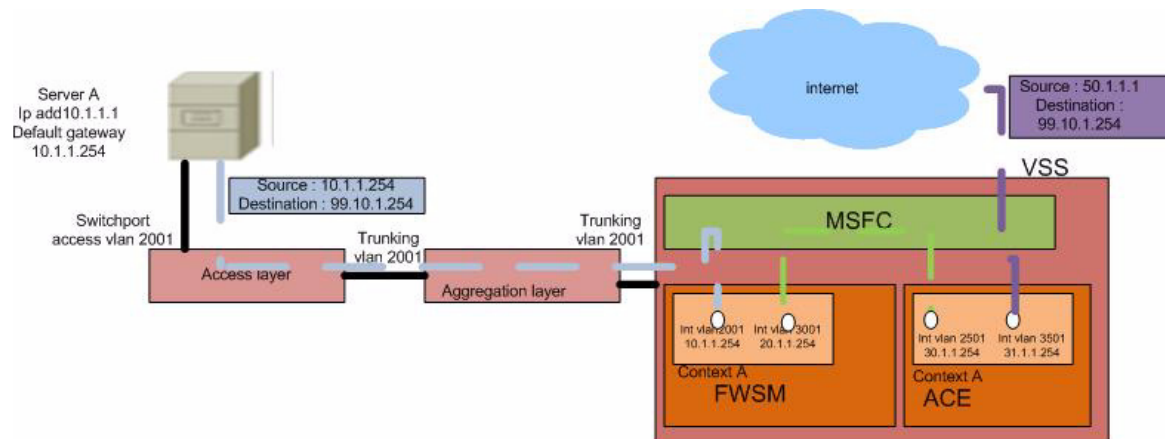 Server A
Ip add10.1.1.1
Default gateway
10.1.1.254
Source : 10.1.1.254
Destination : 99.10.1.254
Switchport
access vlan 2001
Trunking
vlan 2001
Trunking
vlan 2001
Access layer
Aggregation layer
internet
Source : 50.1.1.1
Destination :
99.10.1.254
VSS
MSFC
Int vlan2001
10.1.1.254
Int vlan 3001
20.1.1.254
Context A
FWSM
Int vlan 2501
30.1.1.254
Int vlan 3501
31.1.1.254
Context A
ACE